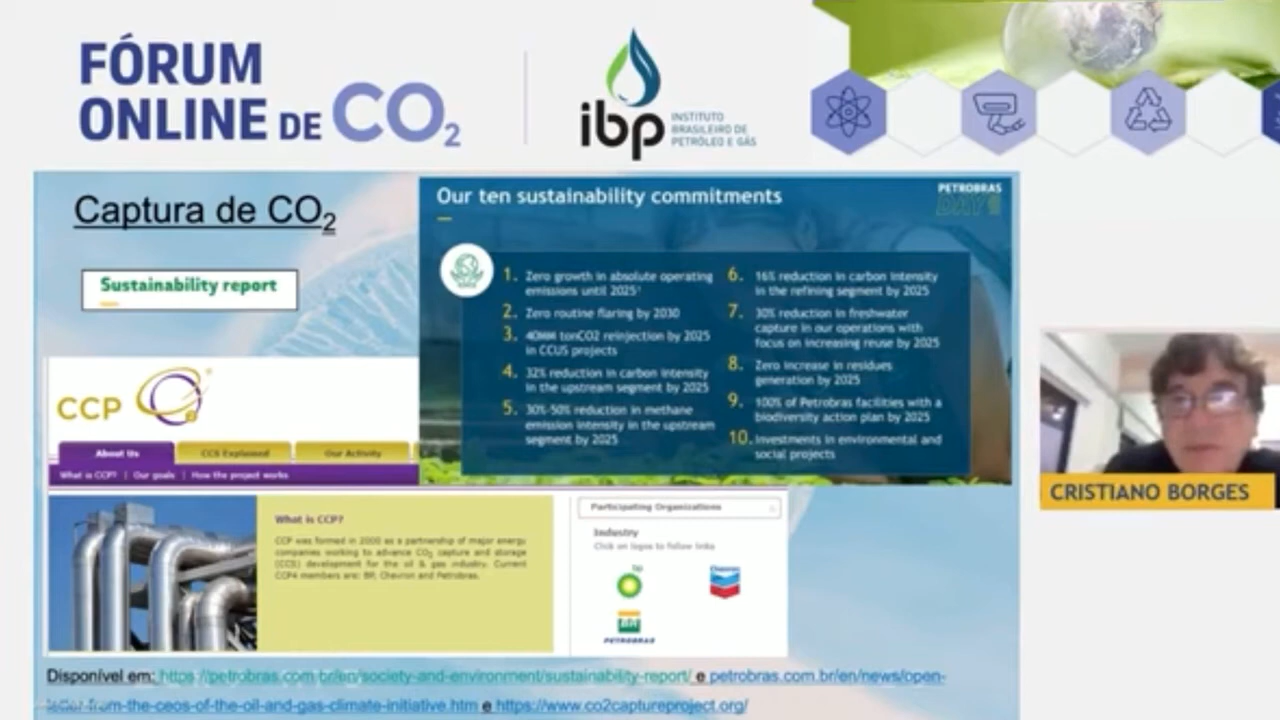 FÓRUM
ONLINE DE CO2
ibp
INSTITUTO
BRASILEIRO DE
PETRÓLEO E GÁS
Captura de CO2
Sustainability report
Our ten sustainability commitments
PETROBRAS
DAY
1. Zero growth in absolute operating
emissions until 2025¹
2. Zero routine flaring by 2030
3. 40MM tonCO2 reinjection by 2025
in CCUS projects
4. 32% reduction in carbon intensity
in the upstream segment by 2025
5. 30%-50% reduction in methane
emission intensity in the upstream
segment by 2025
6. 16% reduction in carbon intensity
in the refining segment by 2025
7. 30% reduction in freshwater
capture in our operations with
focus on increasing reuse by 2025
8. Zero increase in residues
generation by 2025
9. 100% of Petrobras facilities with a
biodiversity action plan by 2025
10. Investments in environmental and
social projects
CCP
About Us
CCS Explained
Our Activity
What is CCP? | Our goals | How the project works
What is CCP?
CCP was formed in 2000 as a partnership of major energy
companies working to advance CO2 capture and storage
(CCS) development for the oil & gas industry. Current
CCP4 members are: BP, Chevron and Petrobras.
Participating Organizations
Industry
Click on logos to follow links
bp
Chevron
BR
PETROBRAS
CRISTIANO BORGES
Disponível em: https://petrobras.com.br/en/society-and-environment/sustainability-report/ e petrobras.com.br/en/news/open-
letter-from-the-ceos-of-the-oil-and-gas-climate-initiative.htm e https://www.co2captureproject.org/